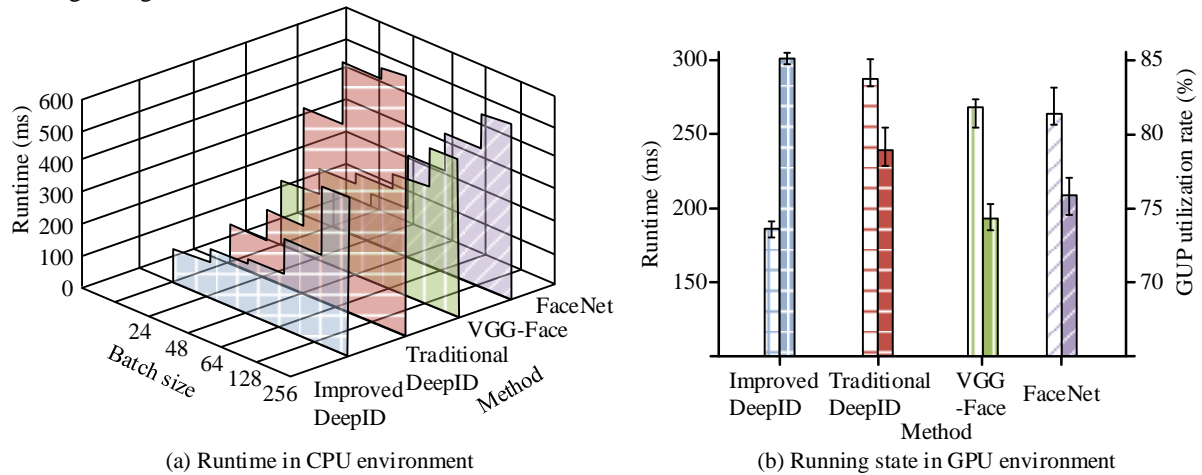 600
500
400
300
200
100
0
Runtime (ms)
24
48
64
128
256
Batch size
Improved
DeepID
Traditional
DeepID
VGG-Face
FaceNet
Method
(a) Runtime in CPU environment
300
250
200
150
Runtime (ms)
85
80
75
70
GUP utilization rate (%)
Improved
DeepID
Traditional
DeepID
VGG
-Face
FaceNet
Method
(b) Running state in GPU environment